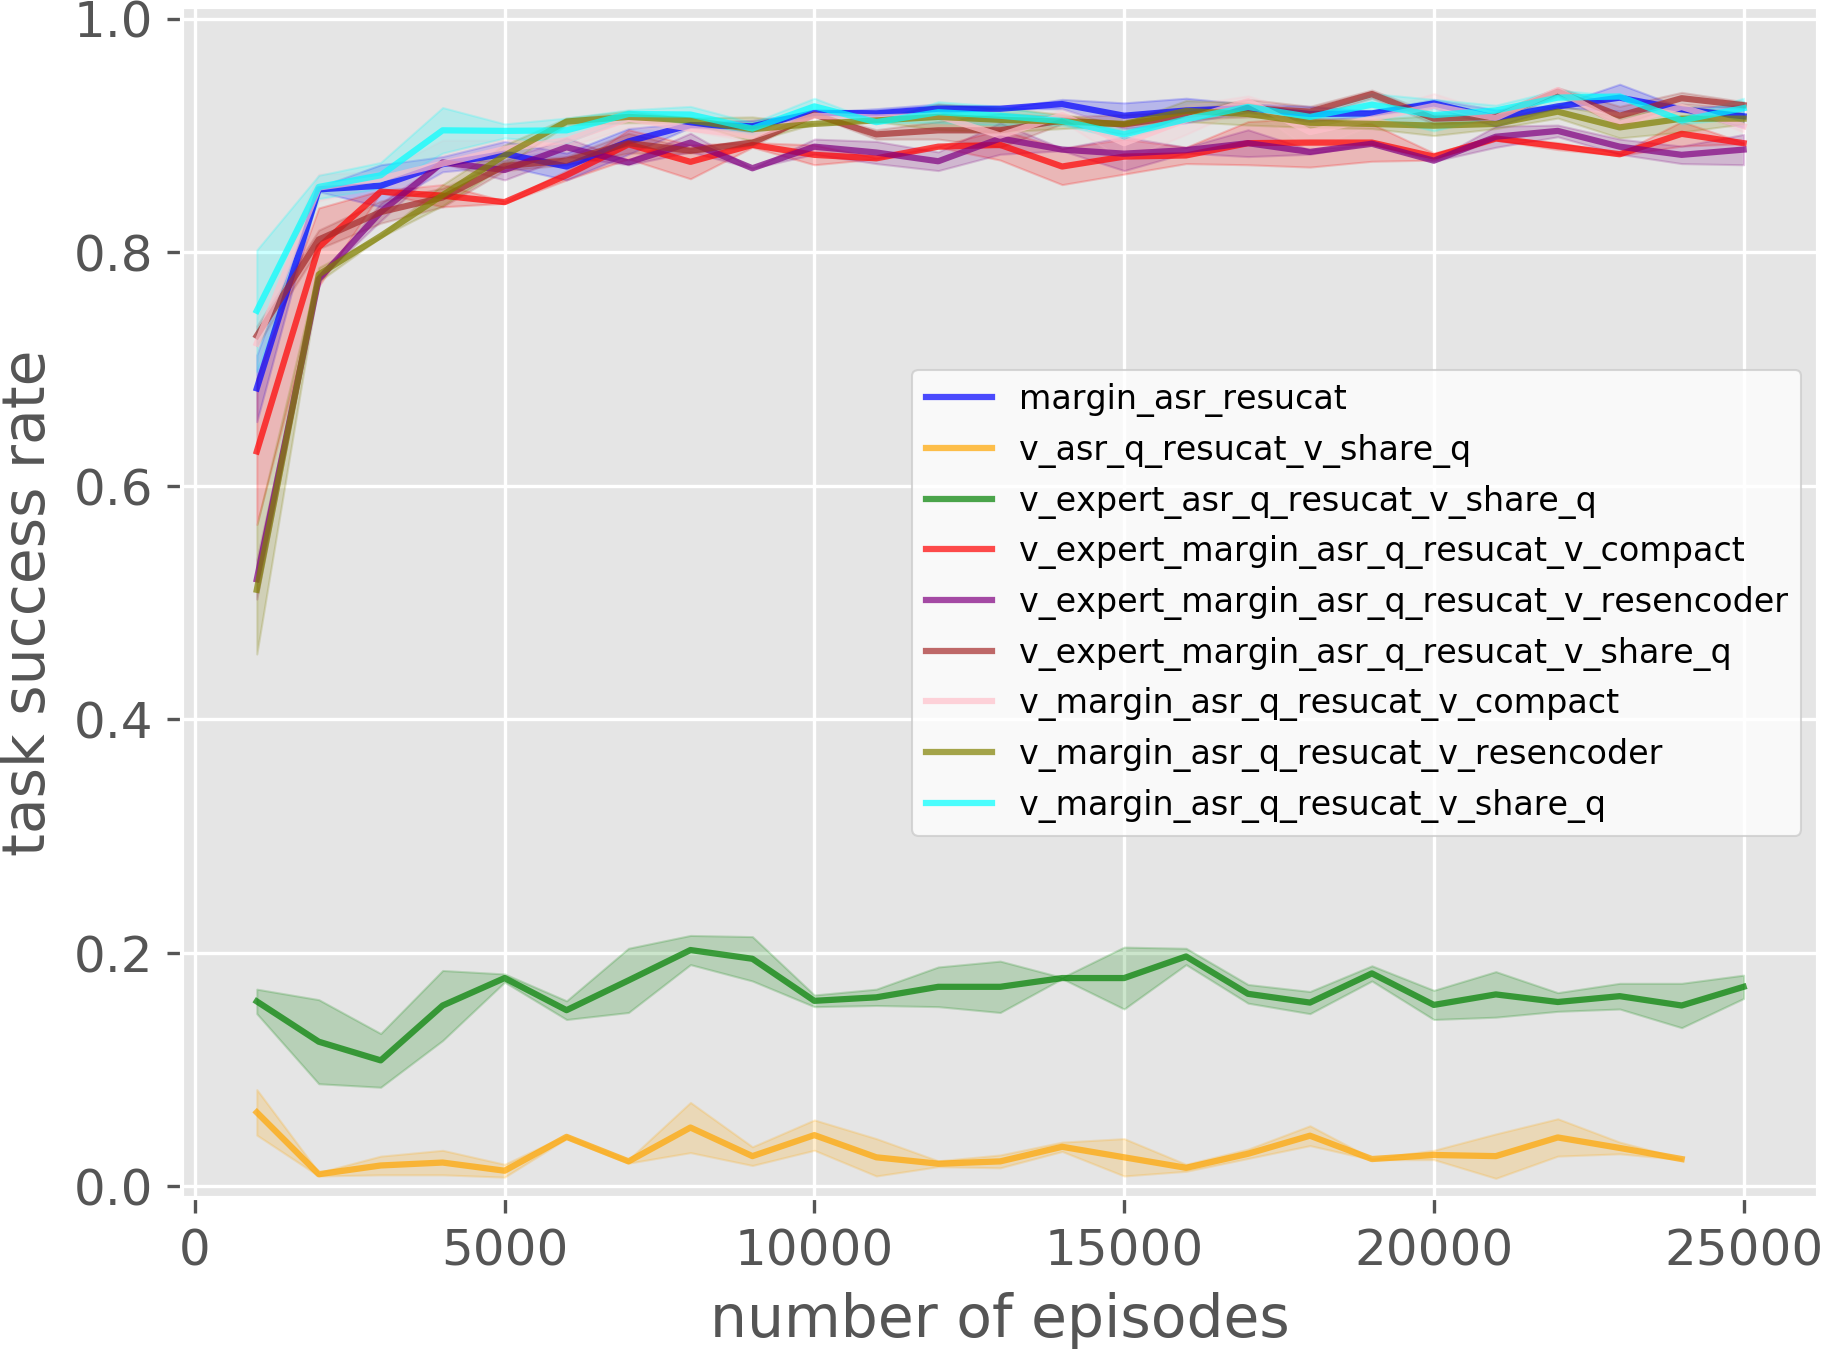 task success rate
1.0
0.8
0.6
0.4
0.2
0.0
margin_asr_resucat
v_asr_q_resucat_v_share_q
v_expert_asr_q_resucat_v_share_q
v_expert_margin_asr_q_resucat_v_compact
v_expert_margin_asr_q_resucat_v_resencoder
v_expert_margin_asr_q_resucat_v_share_q
v_margin_asr_q_resucat_v_compact
v_margin_asr_q_resucat_v_resencoder
v_margin_asr_q_resucat_v_share_q
0 5000 10000 15000 20000 25000
number of episodes